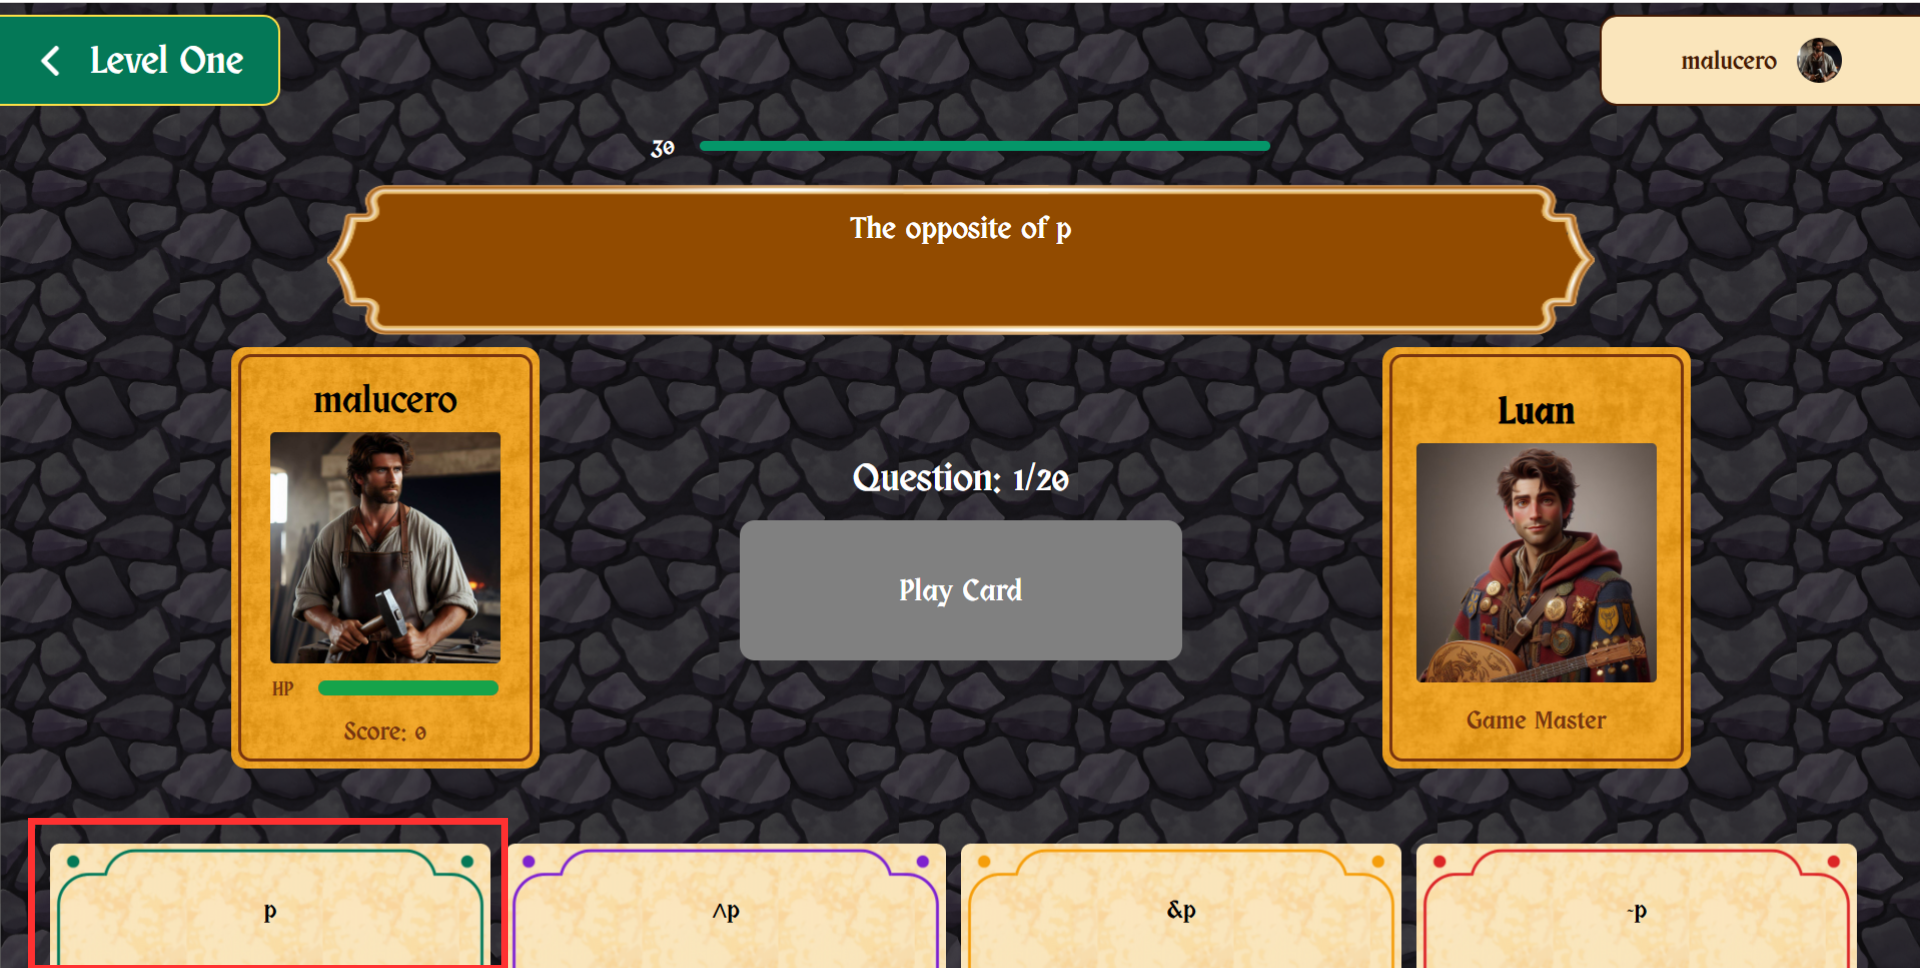 Level One
malucero
30
The opposite of p
malucero
Luan
Question: 1/20
Play Card
HP
Score: 0
Game Master
p
^p
&p
~p